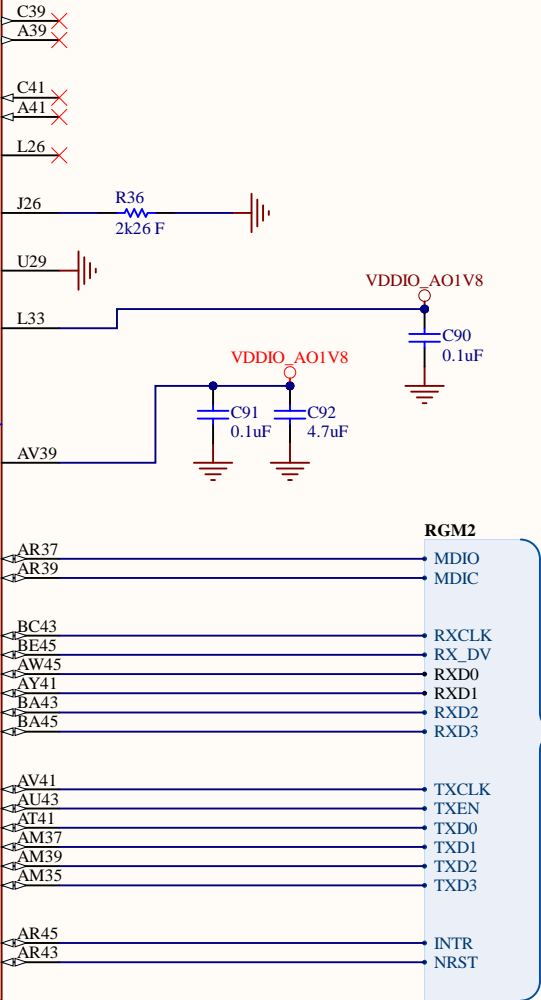 C39
A39
C41
A41
L26
J26
R36
2k26 F
U29
VDDIO_AO1V8
L33
C90
0.1uF
VDDIO_AO1V8
C91
0.1uF
C92
4.7uF
AV39
RGM2
AR37 MDIO
AR39 MDIC
BC43 RXCLK
BE45 RX_DV
AW45 RXD0
AY41 RXD1
BA43 RXD2
BA45 RXD3
AV41 TXCLK
AU43 TXEN
AT41 TXD0
AM37 TXD1
AM39 TXD2
AM35 TXD3
AR45 INTR
AR43 NRST